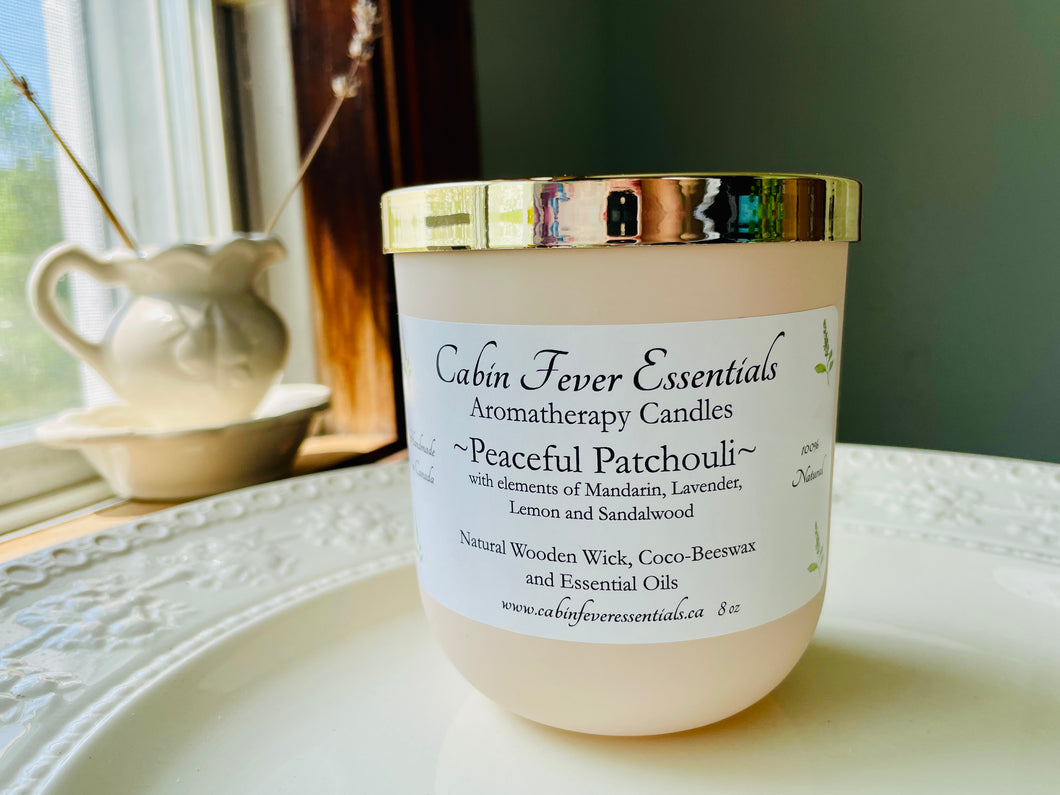 Cabin Fever Essentials
Aromatherapy Candles
~Peaceful Patchouli~
with elements of Mandarin, Lavender,
Lemon and Sandalwood
Natural Wooden Wick, Coco-Beeswax
and Essential Oils
www.cabinfeveressentials.ca 8 oz
100%
Natural